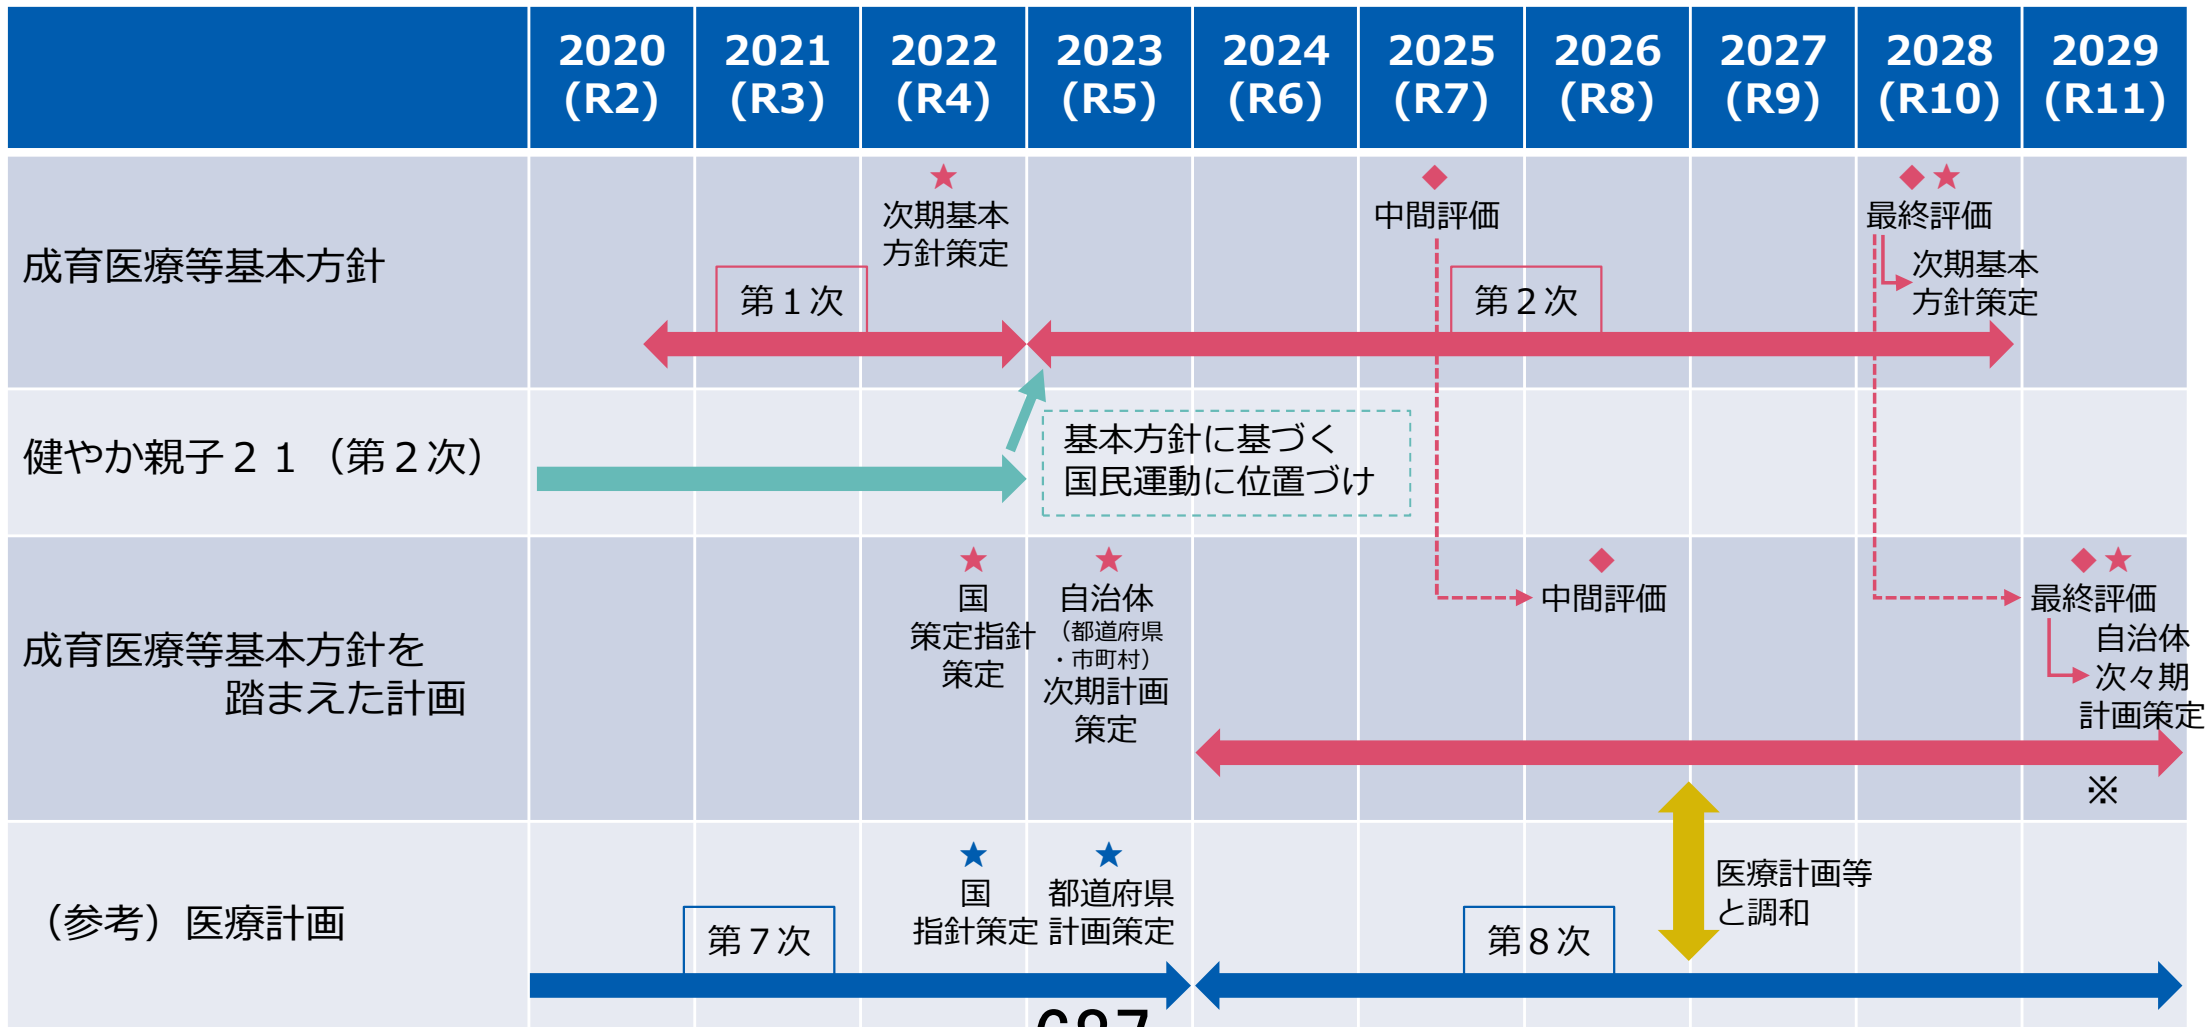 2020 2021 2022 2023 2024 2025 2026 2027 2028 2029
(R2) (R3) (R4) (R5) (R6) (R7) (R8) (R9) (R10) (R11)
成育医療等基本方針
★
次期基本
方針策定
◆
中間評価
◆★
最終評価
次期基本
方針策定
第１次
第２次
健やか親子２１（第２次）
基本方針に基づく
国民運動に位置づけ
成育医療等基本方針を
踏まえた計画
★
国
策定指針
策定
★
自治体
（都道府県
・市町村）
次期計画
策定
◆
中間評価
◆★
最終評価
自治体
次々期
計画策定
※
（参考）医療計画
★
国
指針策定
★
都道府県
計画策定
第７次
第８次
医療計画等
と調和